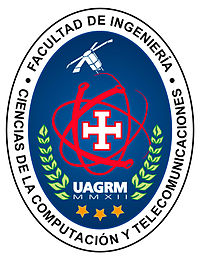 • FACULTAD DE INGENIERÍA •
CIENCIAS DE LA COMPUTACIÓN Y TELECOMUNICACIONES
UAGRM
MMXII